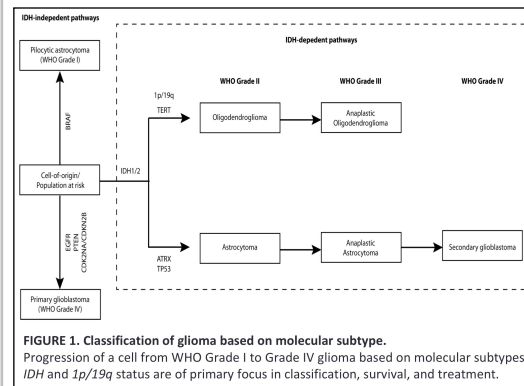 IDH-independent pathways
IDH-depedent pathways
Pilocytic astrocytoma
(WHO Grade I)
WHO Grade II
WHO Grade III
WHO Grade IV
1p/19q
TERT
Oligodendroglioma
Anaplastic
Oligodendroglioma
BRAF
Cell-of-origin/
Population at risk
IDH1/2
EGFR
PTEN
CDK2NA/CDKN2B
Astrocytoma
Anaplastic
Astrocytoma
Secondary glioblastoma
ATRX
TP53
Primary glioblastoma
(WHO Grade IV)
FIGURE 1. Classification of glioma based on molecular subtype.
Progression of a cell from WHO Grade I to Grade IV glioma based on molecular subtypes
IDH and 1p/19q status are of primary focus in classification, survival, and treatment.